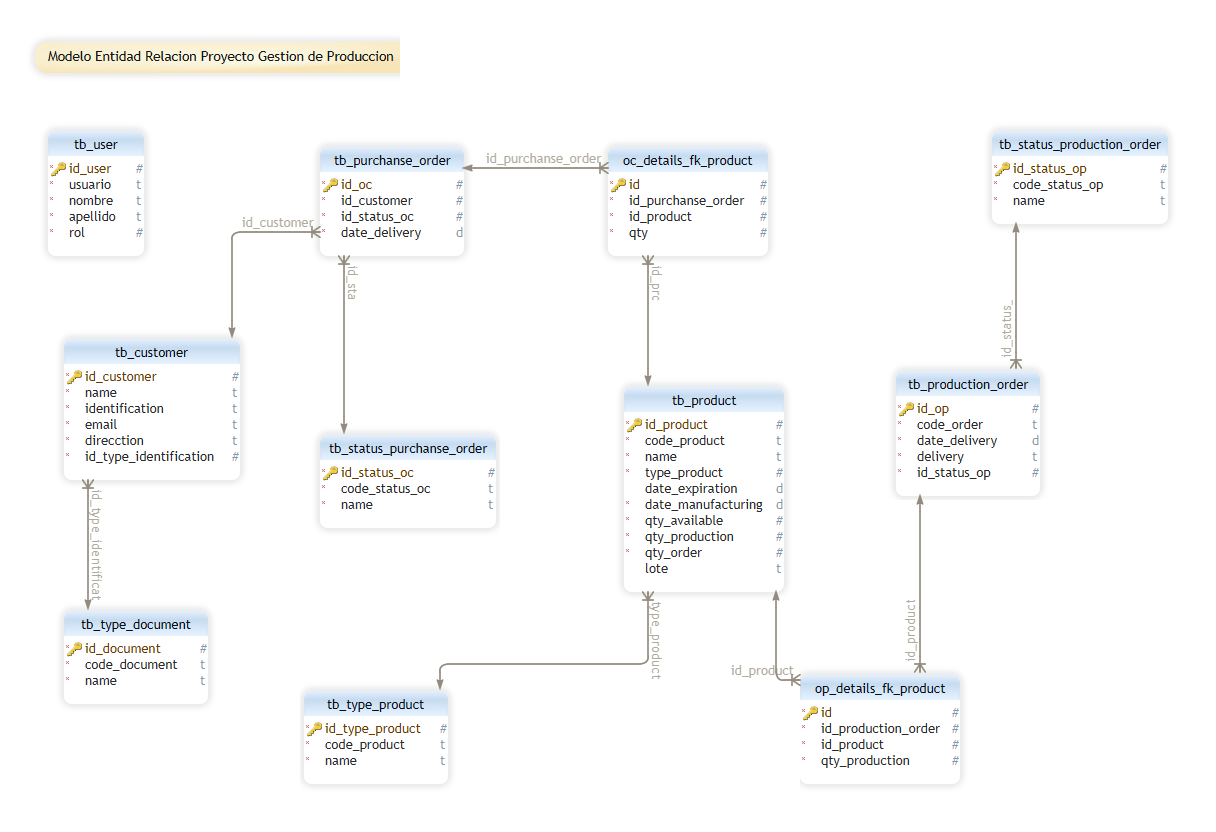 Modelo Entidad Relacion Proyecto Gestion de Produccion
tb_user
id_user #
usuario t
nombre t
apellido t
rol #
id_customer
tb_purchanse_order
id_oc #
id_customer #
id_status_oc #
date_delivery d
id_purchanse_order
oc_details_fk_product
id #
id_purchanse_order #
id_product #
qty #
tb_status_production_order
id_status_op #
code_status_op t
name t
id_sta
id_prc
id_status_
tb_customer
id_customer #
name t
identification t
email t
direcction t
id_type_identification #
tb_status_purchanse_order
id_status_oc #
code_status_oc t
name t
tb_product
id_product #
code_product t
name t
type_product #
date_expiration d
date_manufacturing d
qty_available #
qty_production #
qty_order #
lote t
tb_production_order
id_op #
code_order t
date_delivery d
delivery t
id_status_op #
id_type_identificat
tb_type_document
id_document #
code_document t
name t
type_product
id_product
id_product
tb_type_product
id_type_product #
code_product t
name t
op_details_fk_product
id #
id_production_order #
id_product #
qty_production #